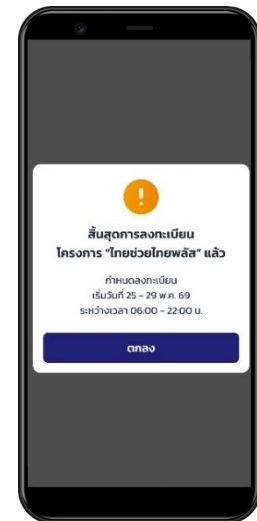 !
สิ้นสุดการลงทะเบียน
โครงการ "ไทยช่วยไทยพลัส" แล้ว
กำหนดลงทะเบียน
เริ่มวันที่ 25 - 29 พ.ค. 69
ระหว่างเวลา 06:00 - 22:00 น.
ตกลง